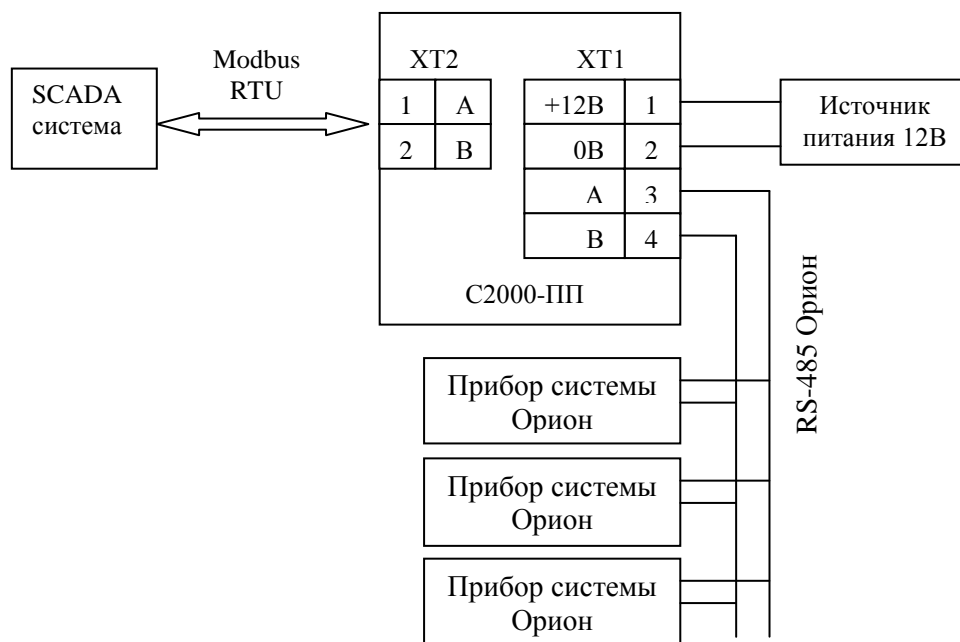 Modbus
RTU
SCADA
система
XT2
1 A
2 B
XT1
+12В 1
0В 2
A 3
B 4
С2000-ПП
Источник
питания 12В
RS-485 Орион
Прибор системы
Орион
Прибор системы
Орион
Прибор системы
Орион